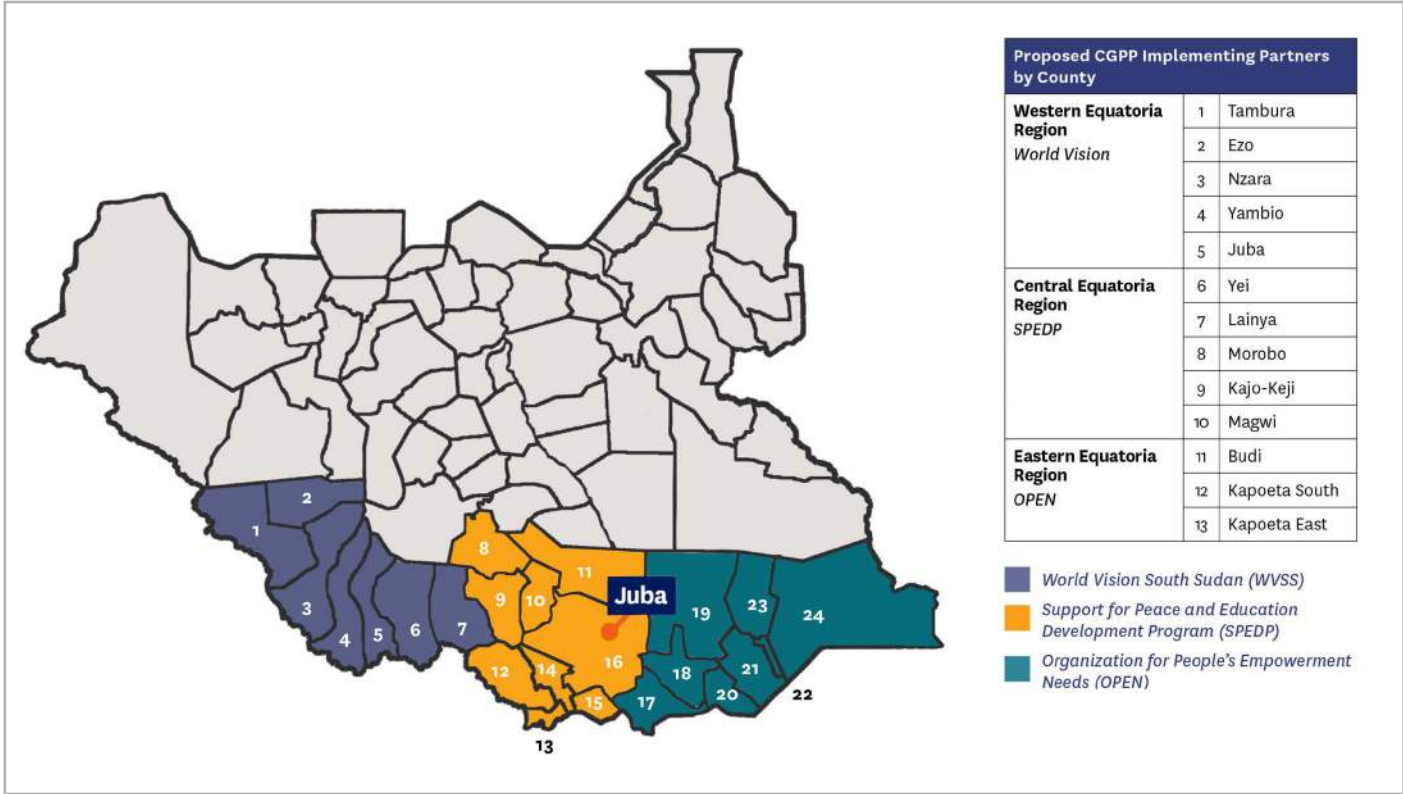 2
1
3
4
5
6
7
8
9
10
11
Juba
12
14
16
15
13
19
23
24
18
21
17
20
22
Proposed CGPP Implementing Partners
by County
Western Equatoria
Region
World Vision
1 Tambura
2 Ezo
3 Nzara
4 Yambio
5 Juba
Central Equatoria
Region
SPEDP
6 Yei
7 Lainya
8 Morobo
9 Kajo-Keji
10 Magwi
Eastern Equatoria
Region
OPEN
11 Budi
12 Kapoeta South
13 Kapoeta East
World Vision South Sudan (WVSS)
Support for Peace and Education
Development Program (SPEDP)
Organization for People's Empowerment
Needs (OPEN)